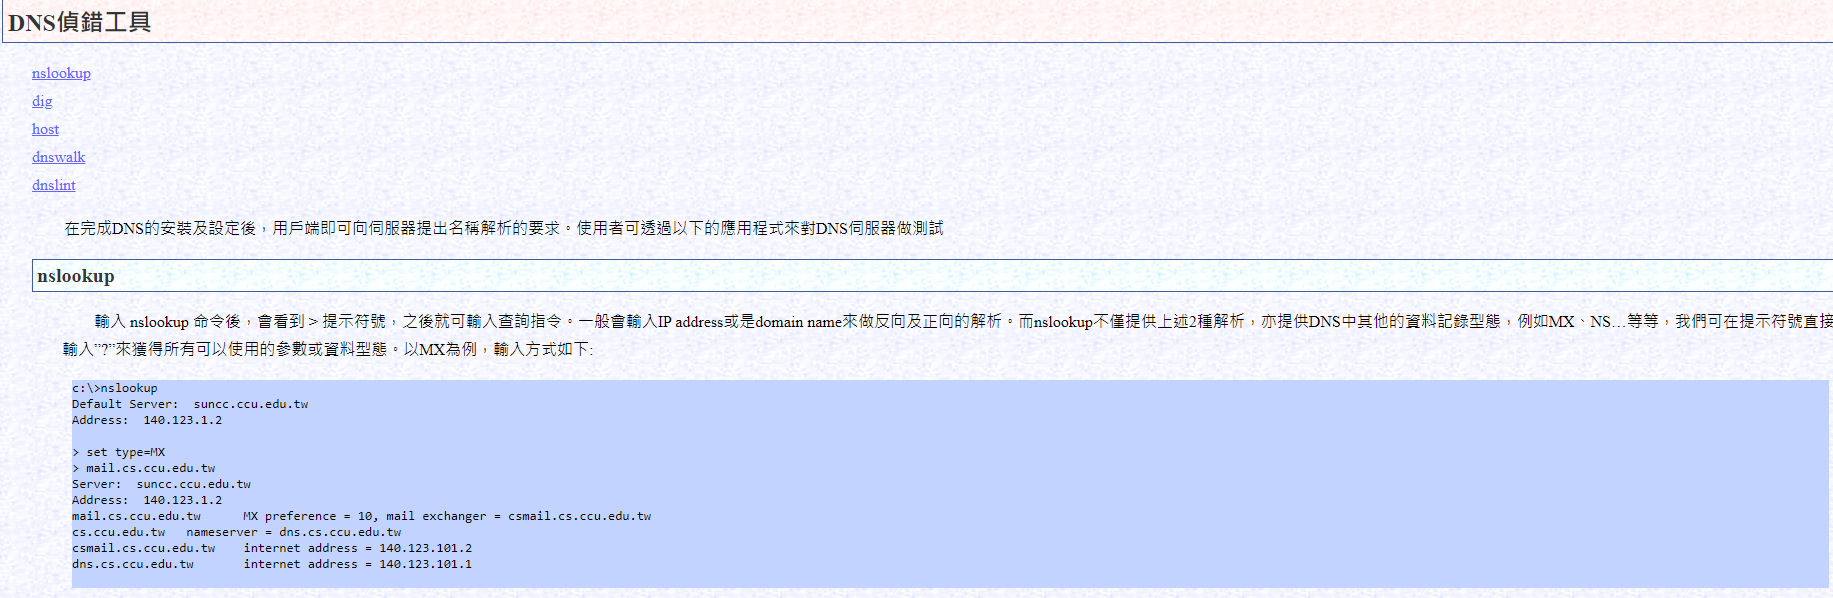 DNS偵錯工具
nslookup
dig
host
dnswalk
dnslint
在完成DNS的安裝及設定後，用戶端即可向伺服器提出名稱解析的要求。使用者可透過以下的應用程式來對DNS伺服器做測試
nslookup
輸入 nslookup 命令後，會看到 > 提示符號，之後就可輸入查詢指令。一般會輸入IP address或是domain name來做反向及正向的解析。而nslookup不僅提供上述2種解析，亦提供DNS中其他的資料記錄型態，例如MX、NS…等等，我們可在提示符號直接
輸入”?”來獲得所有可以使用的參數或資料型態。以MX為例，輸入方式如下:
c:\>nslookup
Default Server:  suncc.ccu.edu.tw
Address:  140.123.1.2
> set type=MX
> mail.cs.ccu.edu.tw
Server:  suncc.ccu.edu.tw
Address:  140.123.1.2
mail.cs.ccu.edu.tw      MX preference = 10, mail exchanger = csmail.cs.ccu.edu.tw
cs.ccu.edu.tw   nameserver = dns.cs.ccu.edu.tw
csmail.cs.ccu.edu.tw    internet address = 140.123.101.2
dns.cs.ccu.edu.tw       internet address = 140.123.101.1